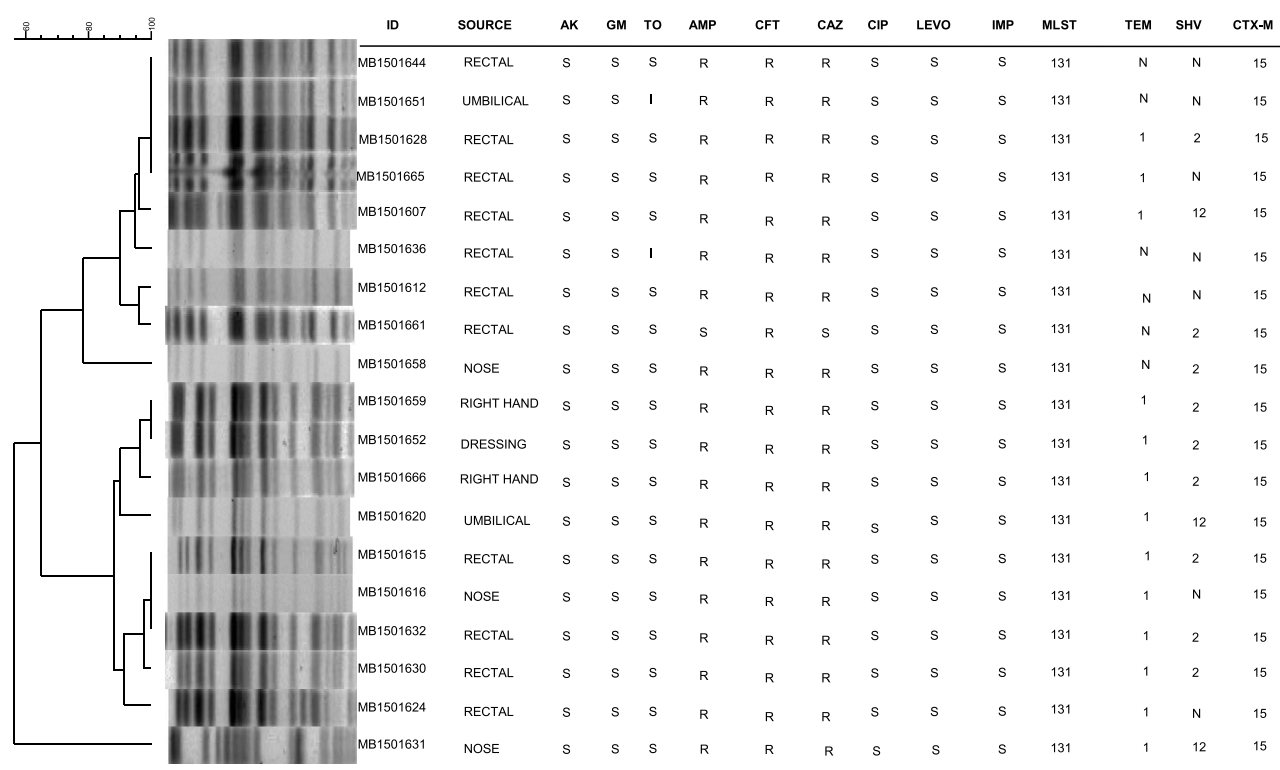 60 80 100
ID SOURCE AK GM TO AMP CFT CAZ CIP LEVO IMP MLST TEM SHV CTX-M
MB1501644 RECTAL S S S R R R S S S 131 N N 15
MB1501651 UMBILICAL S S I R R R S S S 131 N N 15
MB1501628 RECTAL S S S R R R S S S 131 1 2 15
MB1501665 RECTAL S S S R R R S S S 131 1 N 15
MB1501607 RECTAL S S S R R R S S S 131 1 12 15
MB1501636 RECTAL S S I R R R S S S 131 N N 15
MB1501612 RECTAL S S S R R R S S S 131 N N 15
MB1501661 RECTAL S S S S R S S S S 131 N 2 15
MB1501658 NOSE S S S R R R S S S 131 N 2 15
MB1501659 RIGHT HAND S S S R R R S S S 131 1 2 15
MB1501652 DRESSING S S S R R R S S S 131 1 2 15
MB1501666 RIGHT HAND S S S R R R S S S 131 1 2 15
MB1501620 UMBILICAL S S S R R R S S S 131 1 12 15
MB1501615 RECTAL S S S R R R S S S 131 1 2 15
MB1501616 NOSE S S S R R R S S S 131 1 N 15
MB1501632 RECTAL S S S R R R S S S 131 1 2 15
MB1501630 RECTAL S S S R R R S S S 131 1 2 15
MB1501624 RECTAL S S S R R R S S S 131 1 N 15
MB1501631 NOSE S S S R R R S S S 131 1 12 15